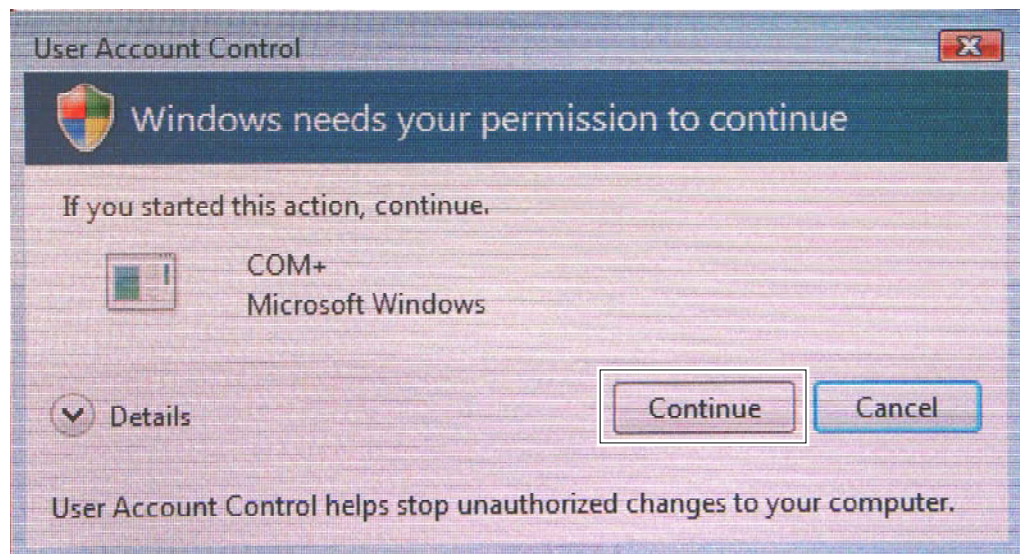 User Account Control
Windows needs your permission to continue
If you started this action, continue.
COM+
Microsoft Windows
Details
Continue
Cancel
User Account Control helps stop unauthorized changes to your computer.